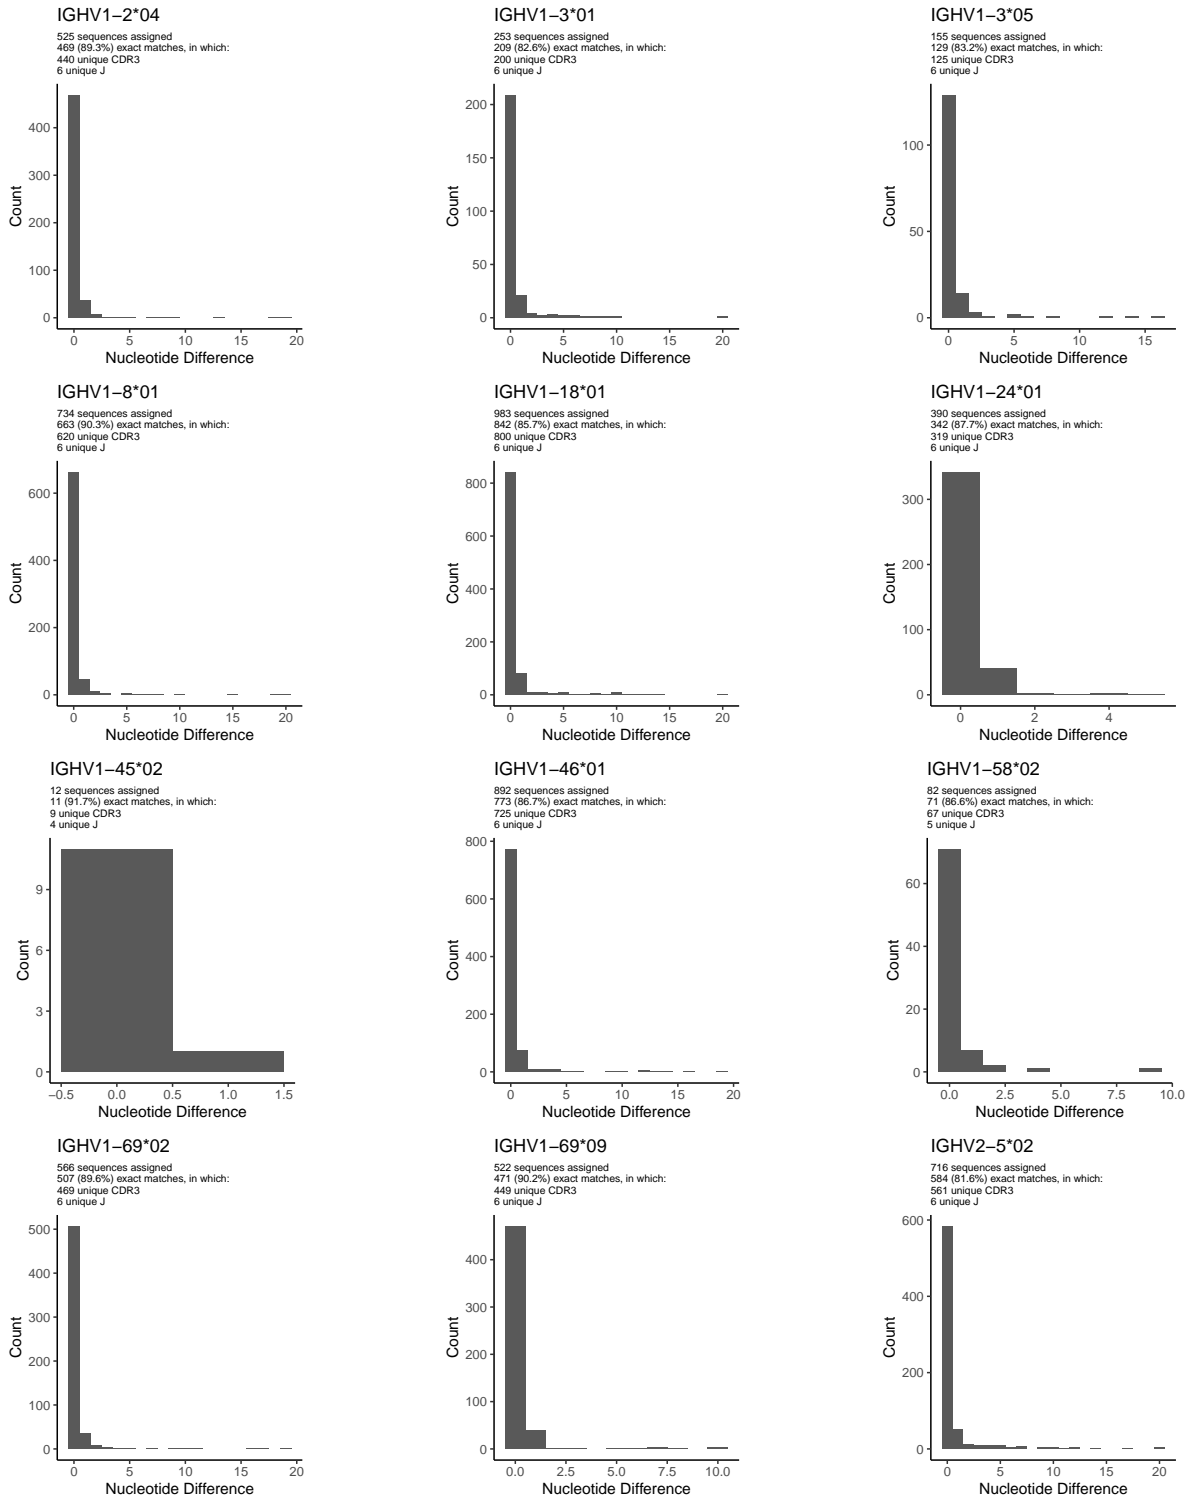 IGHV1−2*04
525 sequences assigned
469 (89.3%) exact matches, in which:
440 unique CDR3
6 unique J
400
300
200
100
0
Count
0 5 10 15 20
Nucleotide Difference
IGHV1−3*01
253 sequences assigned
209 (82.6%) exact matches, in which:
200 unique CDR3
6 unique J
200
150
100
50
0
Count
0 5 10 15 20
Nucleotide Difference
IGHV1−3*05
155 sequences assigned
129 (83.2%) exact matches, in which:
125 unique CDR3
6 unique J
100
50
0
Count
0 5 10 15
Nucleotide Difference
IGHV1−8*01
734 sequences assigned
663 (90.3%) exact matches, in which:
620 unique CDR3
6 unique J
600
400
200
0
Count
0 5 10 15 20
Nucleotide Difference
IGHV1−18*01
983 sequences assigned
842 (85.7%) exact matches, in which:
800 unique CDR3
6 unique J
800
600
400
200
0
Count
0 5 10 15 20
Nucleotide Difference
IGHV1−24*01
390 sequences assigned
342 (87.7%) exact matches, in which:
319 unique CDR3
6 unique J
300
200
100
0
Count
0 2 4
Nucleotide Difference
IGHV1−45*02
12 sequences assigned
11 (91.7%) exact matches, in which:
9 unique CDR3
4 unique J
9
6
3
0
Count
−0.5 0.0 0.5 1.0 1.5
Nucleotide Difference
IGHV1−46*01
892 sequences assigned
773 (86.7%) exact matches, in which:
725 unique CDR3
6 unique J
800
600
400
200
0
Count
0 5 10 15 20
Nucleotide Difference
IGHV1−58*02
82 sequences assigned
71 (86.6%) exact matches, in which:
67 unique CDR3
5 unique J
60
40
20
0
Count
0.0 2.5 5.0 7.5 10.0
Nucleotide Difference
IGHV1−69*02
566 sequences assigned
507 (89.6%) exact matches, in which:
469 unique CDR3
6 unique J
500
400
300
200
100
0
Count
0 5 10 15 20
Nucleotide Difference
IGHV1−69*09
522 sequences assigned
471 (90.2%) exact matches, in which:
449 unique CDR3
6 unique J
400
300
200
100
0
Count
0.0 2.5 5.0 7.5 10.0
Nucleotide Difference
IGHV2−5*02
716 sequences assigned
584 (81.6%) exact matches, in which:
561 unique CDR3
6 unique J
600
400
200
0
Count
0 5 10 15 20
Nucleotide Difference